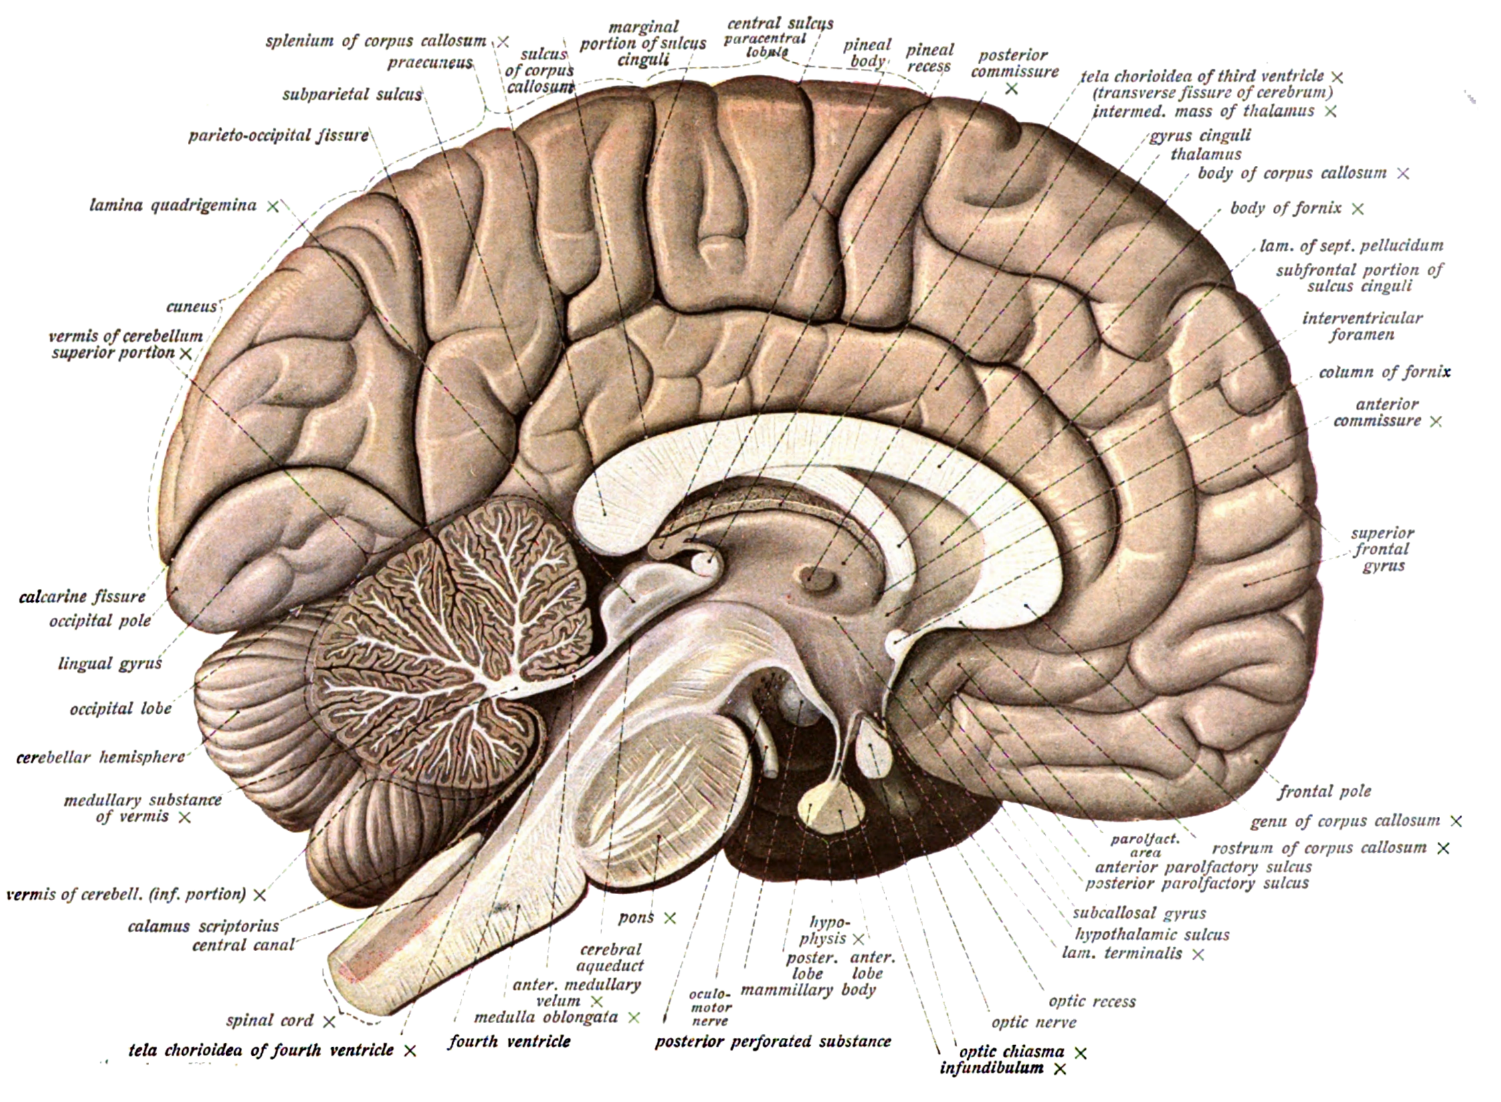 splenium of corpus callosum ×
praecuneus
subparietal sulcus
parieto-occipital fissure
lamina quadrigemina ×
cuneus
vermis of cerebellum
superior portion ×
sulcus
of corpus
callosum
marginal
portion of sulcus
cinguli
central sulcus
paracentral
lobule
pineal
body
pineal
recess
posterior
commissure
×
tela chorioidea of third ventricle ×
(transverse fissure of cerebrum)
intermed. mass of thalamus ×
gyrus cinguli
thalamus
body of corpus callosum ×
body of fornix ×
lam. of sept. pellucidum
subfrontal portion of
sulcus cinguli
interventricular
foramen
column of fornix
anterior
commissure ×
superior
frontal
gyrus
calcarine fissure
occipital pole
lingual gyrus
occipital lobe
cerebellar hemisphere
medullary substance
of vermis ×
vermis of cerebell. (inf. portion) ×
calamus scriptorius
central canal
spinal cord ×
tela chorioidea of fourth ventricle ×
fourth ventricle
medulla oblongata ×
anter. medullary
velum ×
cerebral
aqueduct
pons ×
oculo-
motor
nerve
posterior perforated substance
mammillary body
hypo-
physis ×
poster.
lobe
anter.
lobe
frontal pole
genu of corpus callosum ×
rostrum of corpus callosum ×
parolfact.
area
anterior parolfactory sulcus
posterior parolfactory sulcus
subcallosal gyrus
hypothalamic sulcus
lam. terminalis ×
optic recess
optic nerve
optic chiasma ×
infundibulum ×